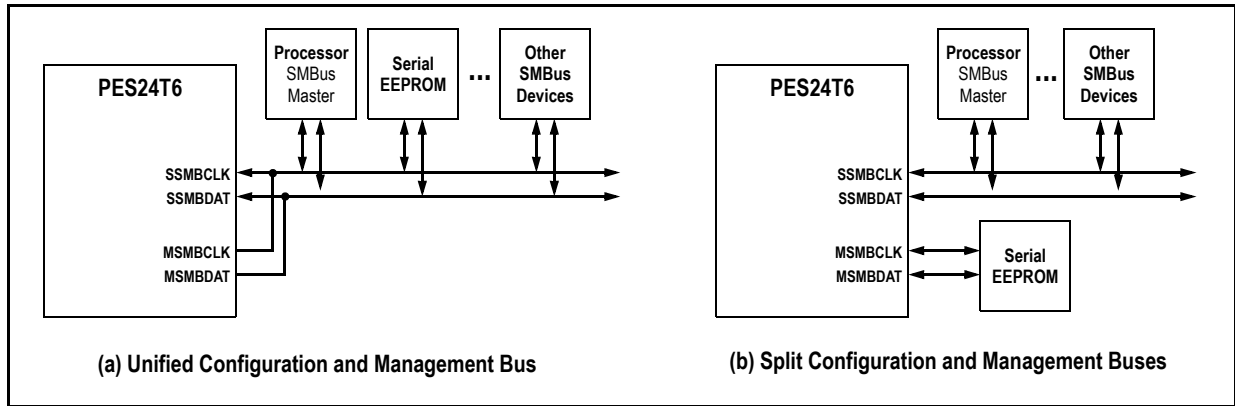 PES24T6
Processor
SMBus
Master
Serial
EEPROM
...
Other
SMBus
Devices
SSMBCLK
SSMBDAT
MSMBCLK
MSMBDAT
(a) Unified Configuration and Management Bus
PES24T6
Processor
SMBus
Master
...
Other
SMBus
Devices
SSMBCLK
SSMBDAT
MSMBCLK
MSMBDAT
Serial
EEPROM
(b) Split Configuration and Management Buses